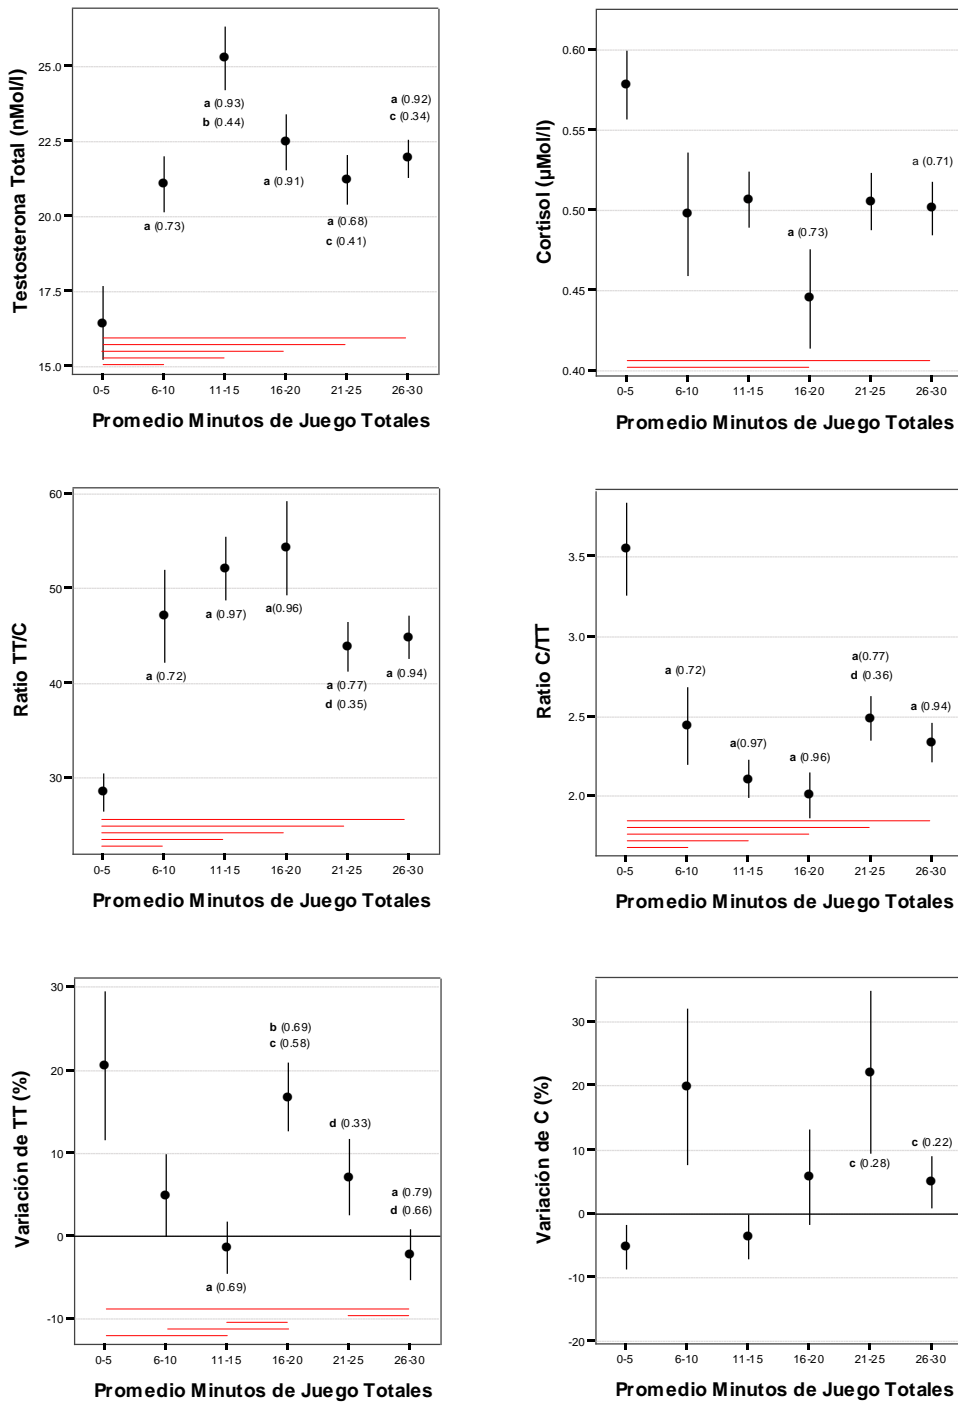 Testosterona Total (nMol/l)
25.0
22.5
20.0
17.5
15.0
a (0.73)
a (0.93)
b (0.44)
a (0.91)
a (0.68)
c (0.41)
a (0.92)
c (0.34)
0-5 6-10 11-15 16-20 21-25 26-30
Promedio Minutos de Juego Totales
Cortisol (µMol/l)
0.60
0.55
0.50
0.45
0.40
a (0.73)
a (0.71)
0-5 6-10 11-15 16-20 21-25 26-30
Promedio Minutos de Juego Totales
Ratio TT/C
60
50
40
30
a (0.72)
a (0.97)
a(0.96)
a (0.77)
d (0.35)
a (0.94)
0-5 6-10 11-15 16-20 21-25 26-30
Promedio Minutos de Juego Totales
Ratio C/TT
3.5
3.0
2.5
2.0
a (0.72)
a(0.97)
a (0.96)
a(0.77)
d (0.36)
a (0.94)
0-5 6-10 11-15 16-20 21-25 26-30
Promedio Minutos de Juego Totales
Variación de TT (%)
30
20
10
0
-10
a (0.69)
b (0.69)
c (0.58)
d (0.33)
a (0.79)
d (0.66)
0-5 6-10 11-15 16-20 21-25 26-30
Promedio Minutos de Juego Totales
Variación de C (%)
30
20
10
0
-10
-20
c (0.28)
c (0.22)
0-5 6-10 11-15 16-20 21-25 26-30
Promedio Minutos de Juego Totales